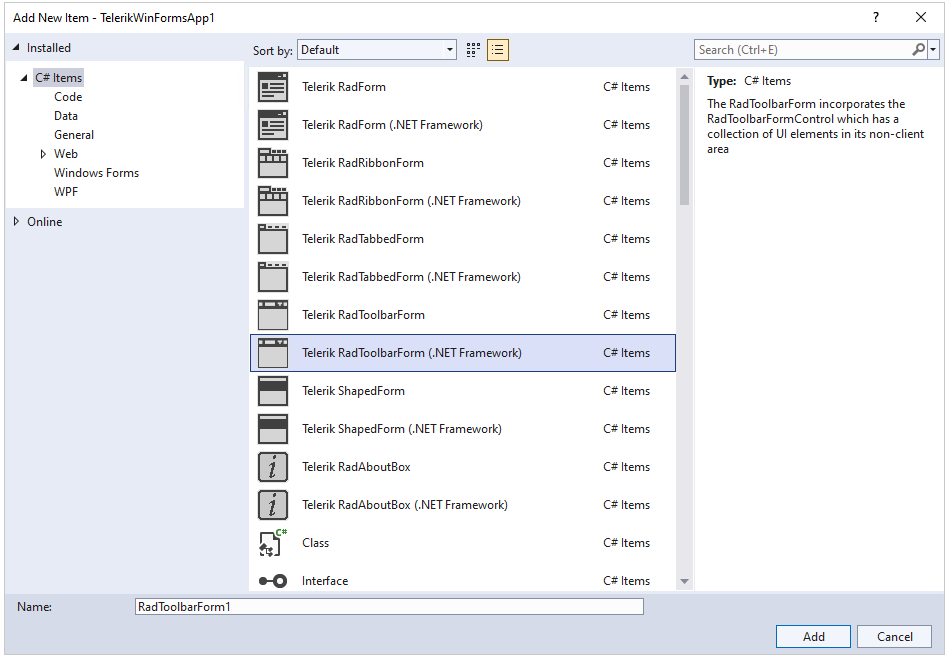 Add New Item - TelerikWinFormsApp1
?
Installed
Sort by: Default
Search (Ctrl+E)
C# Items
Code
Data
General
Web
Windows Forms
WPF
Online
Telerik RadForm C# Items
Telerik RadForm (.NET Framework) C# Items
Telerik RadRibbonForm C# Items
Telerik RadRibbonForm (.NET Framework) C# Items
Telerik RadTabbedForm C# Items
Telerik RadTabbedForm (.NET Framework) C# Items
Telerik RadToolbarForm C# Items
Telerik RadToolbarForm (.NET Framework) C# Items
Telerik ShapedForm C# Items
Telerik ShapedForm (.NET Framework) C# Items
i Telerik RadAboutBox C# Items
i Telerik RadAboutBox (.NET Framework) C# Items
C# Class C# Items
Interface C# Items
Type: C# Items
The RadToolbarForm incorporates the
RadToolbarFormControl which has a
collection of UI elements in its non-client
area
Name: RadToolbarForm1
Add Cancel